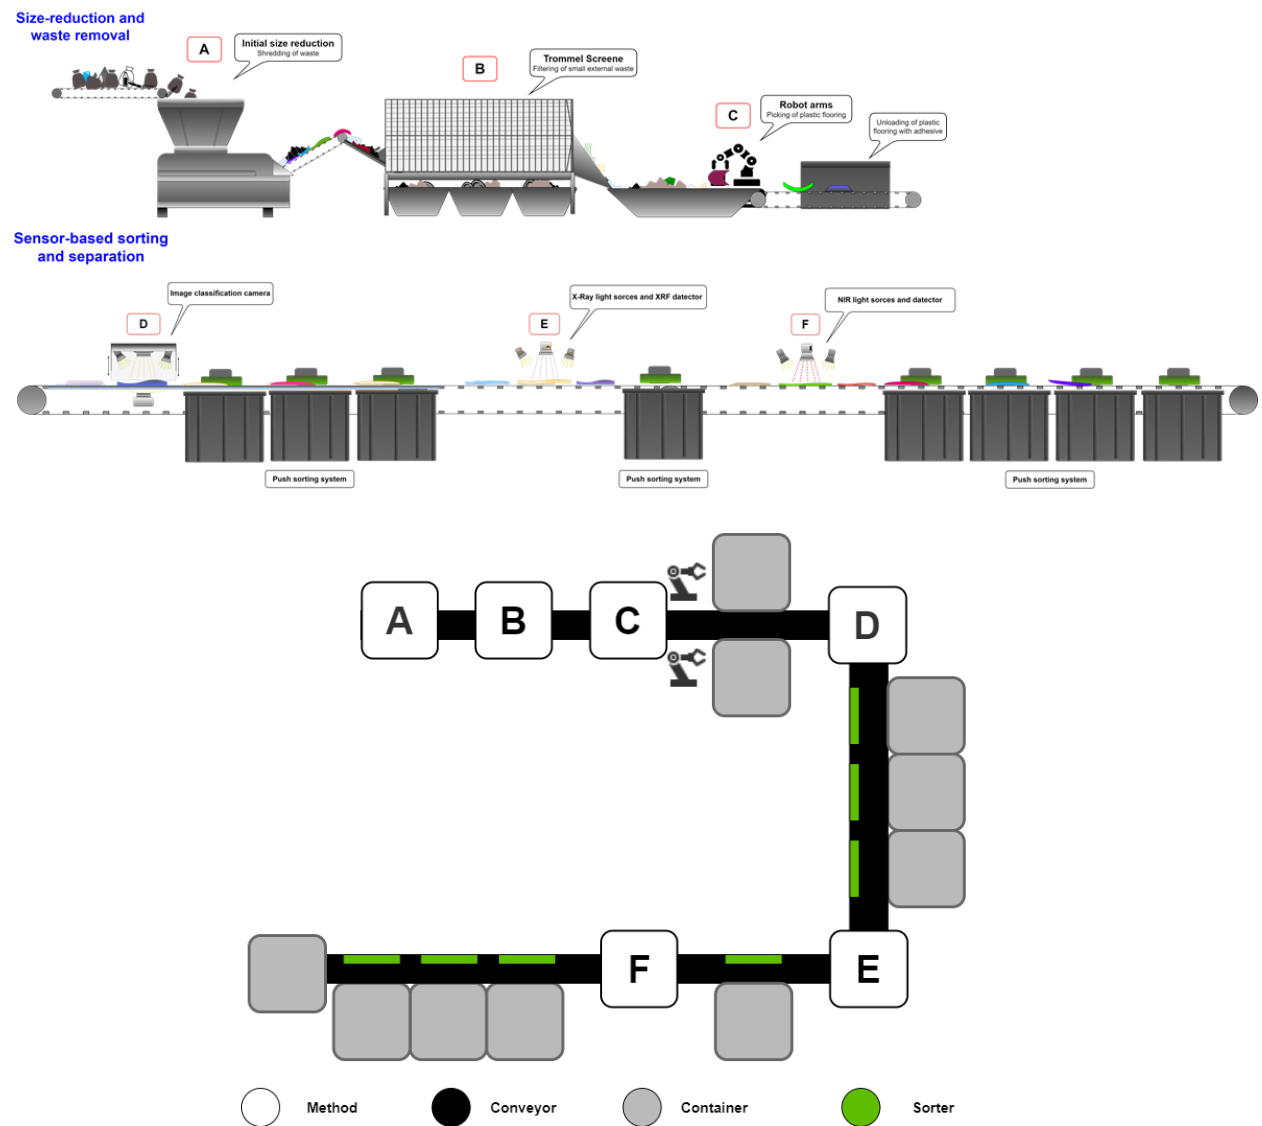 Size-reduction and
waste removal
A
Initial size reduction
Shredding of waste
B
Trommel Screene
Filtering of small external waste
C
Robot arms
Picking of plastic flooring
Unloading of plastic
flooring with adhesive
Sensor-based sorting
and separation
D
Image classification camera
E
X-Ray light sorces and XRF datector
F
NIR light sorces and datector
Push sorting system
Push sorting system
Push sorting system
A
B
C
D
E
F
Method
Conveyor
Container
Sorter